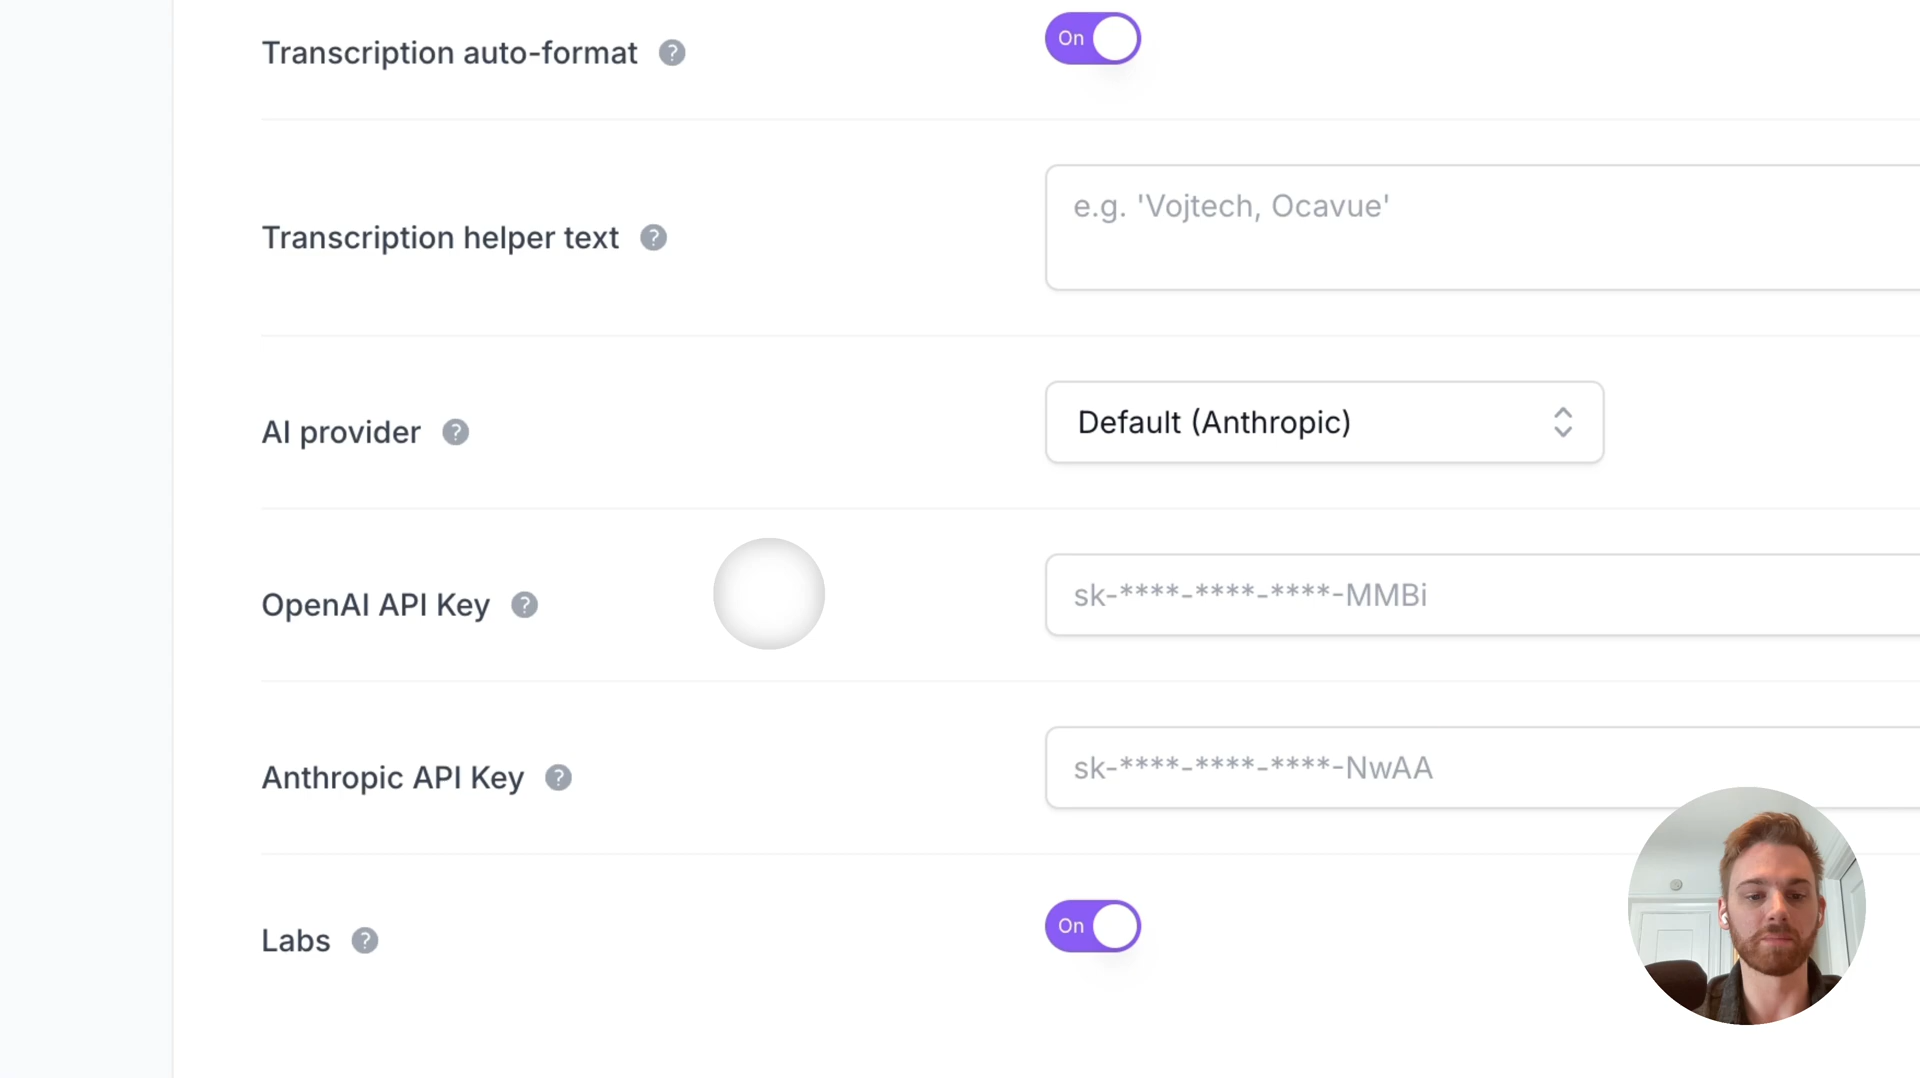 Transcription auto-format ?
On
Transcription helper text ?
e.g. 'Vojtech, Ocavue'
AI provider ?
Default (Anthropic)
OpenAI API Key ?
sk-****-****-****-MMBi
Anthropic API Key ?
sk-****-****-****-NwAA
Labs ?
On